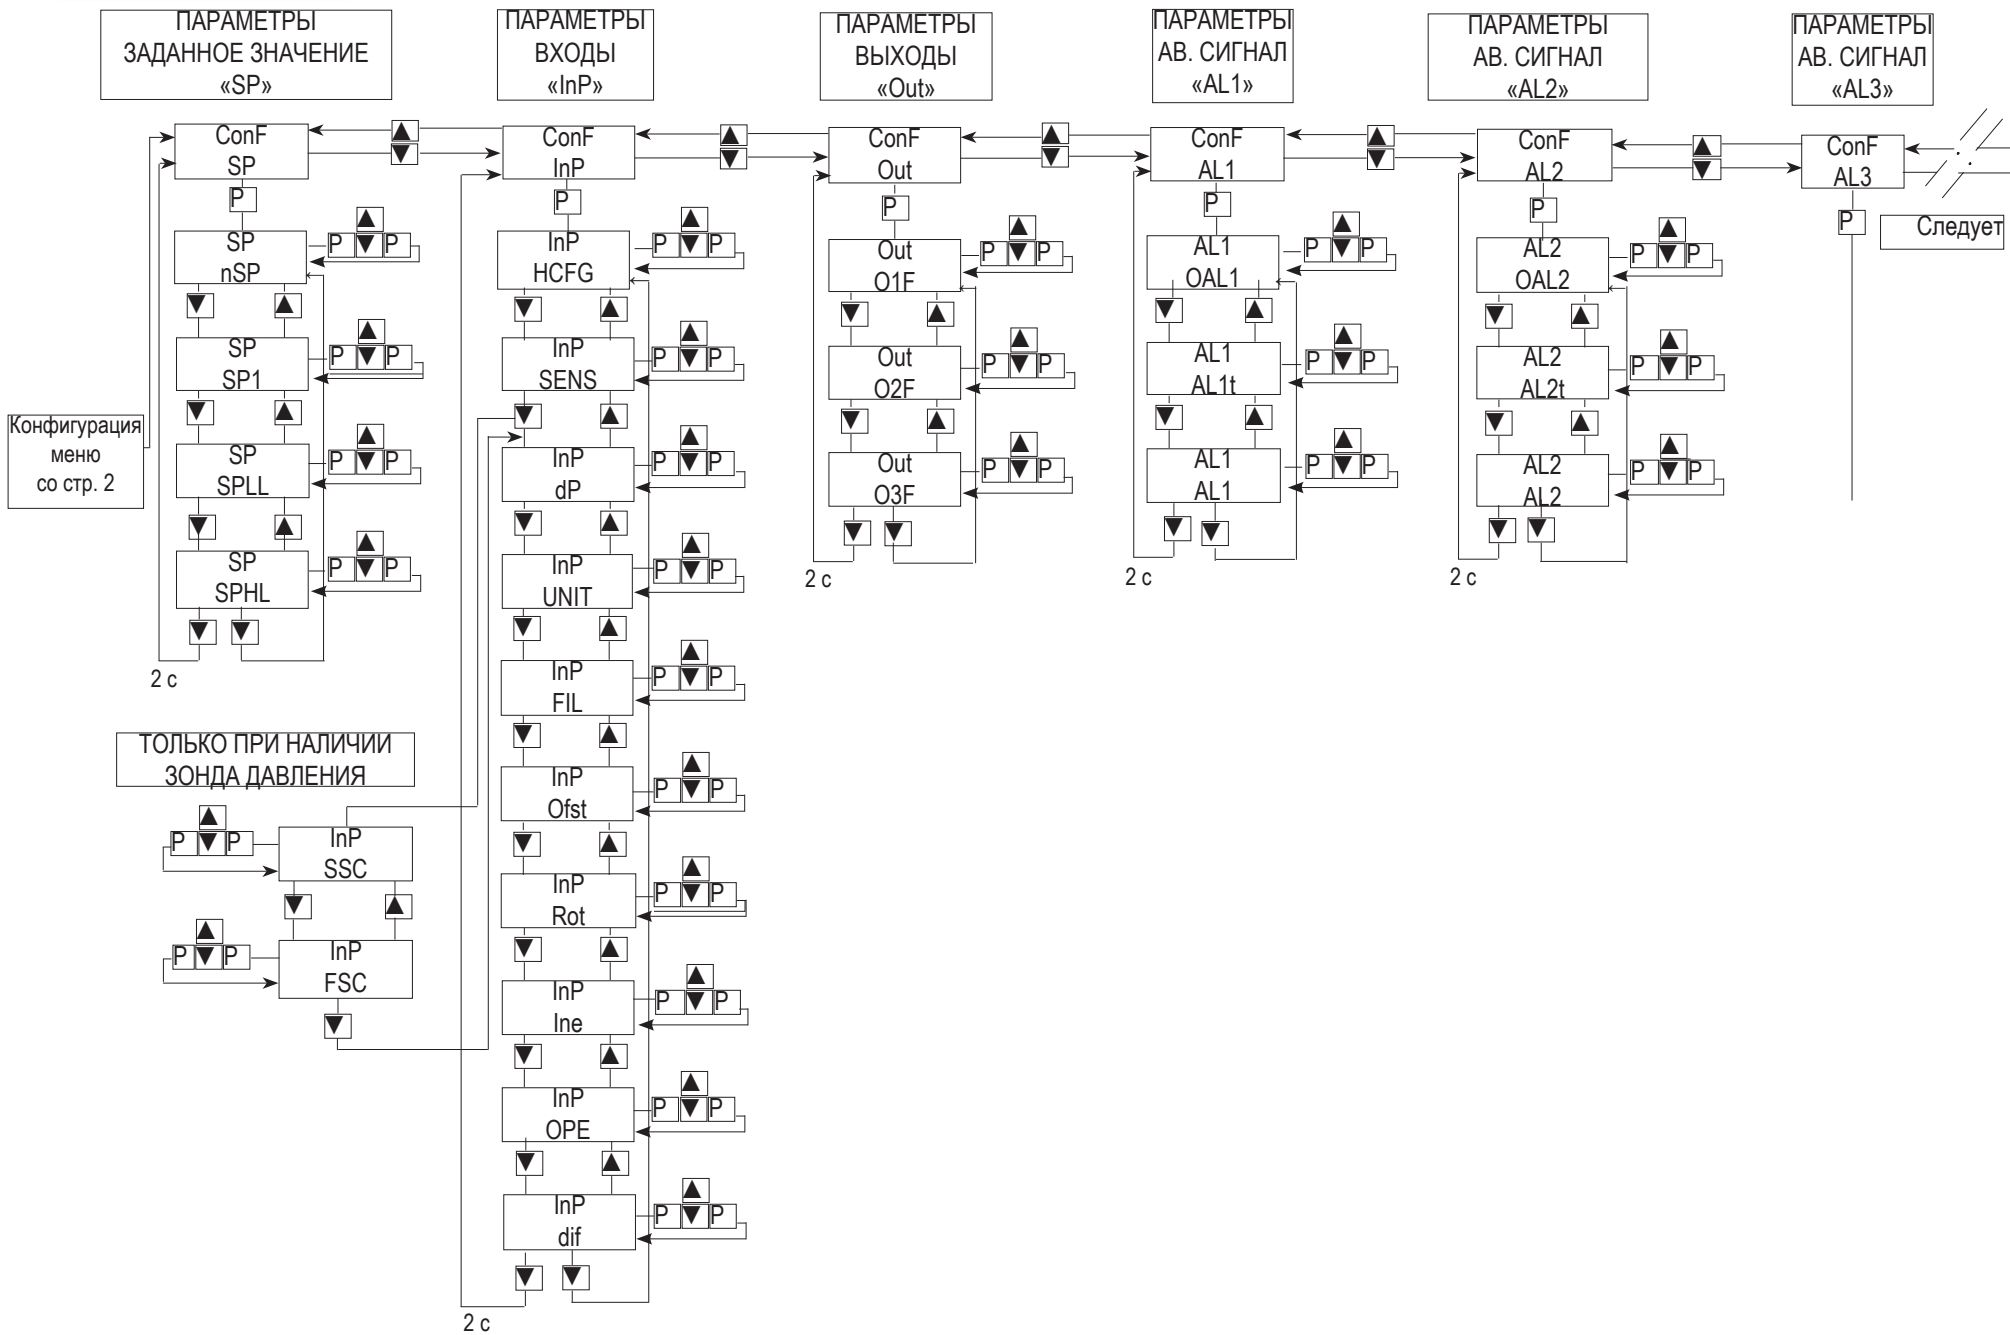 ПАРАМЕТРЫ
ЗАДАННОЕ ЗНАЧЕНИЕ
«SP»
ПАРАМЕТРЫ
ВХОДЫ
«InP»
ПАРАМЕТРЫ
ВЫХОДЫ
«Out»
ПАРАМЕТРЫ
АВ. СИГНАЛ
«AL1»
ПАРАМЕТРЫ
АВ. СИГНАЛ
«AL2»
ПАРАМЕТРЫ
АВ. СИГНАЛ
«AL3»
Конфигурация
меню
со стр. 2
ConF
SP
P
SP
nSP
P P
SP
SP1
P P
SP
SPLL
P P
SP
SPHL
P P
2 с
ТОЛЬКО ПРИ НАЛИЧИИ
ЗОНДА ДАВЛЕНИЯ
P P
InP
SSC
P P
InP
FSC
ConF
InP
P
InP
HCFG
P P
InP
SENS
P P
InP
dP
P P
InP
UNIT
P P
InP
FIL
P P
InP
Ofst
P P
InP
Rot
P P
InP
Ine
P P
InP
OPE
P P
InP
dif
P P
2 с
ConF
Out
P
Out
O1F
P P
Out
O2F
P P
Out
O3F
P P
2 с
ConF
AL1
P
AL1
OAL1
P P
AL1
AL1t
P P
AL1
AL1
P P
2 с
ConF
AL2
P
AL2
OAL2
P P
AL2
AL2t
P P
AL2
AL2
P P
2 с
ConF
AL3
P
Следует